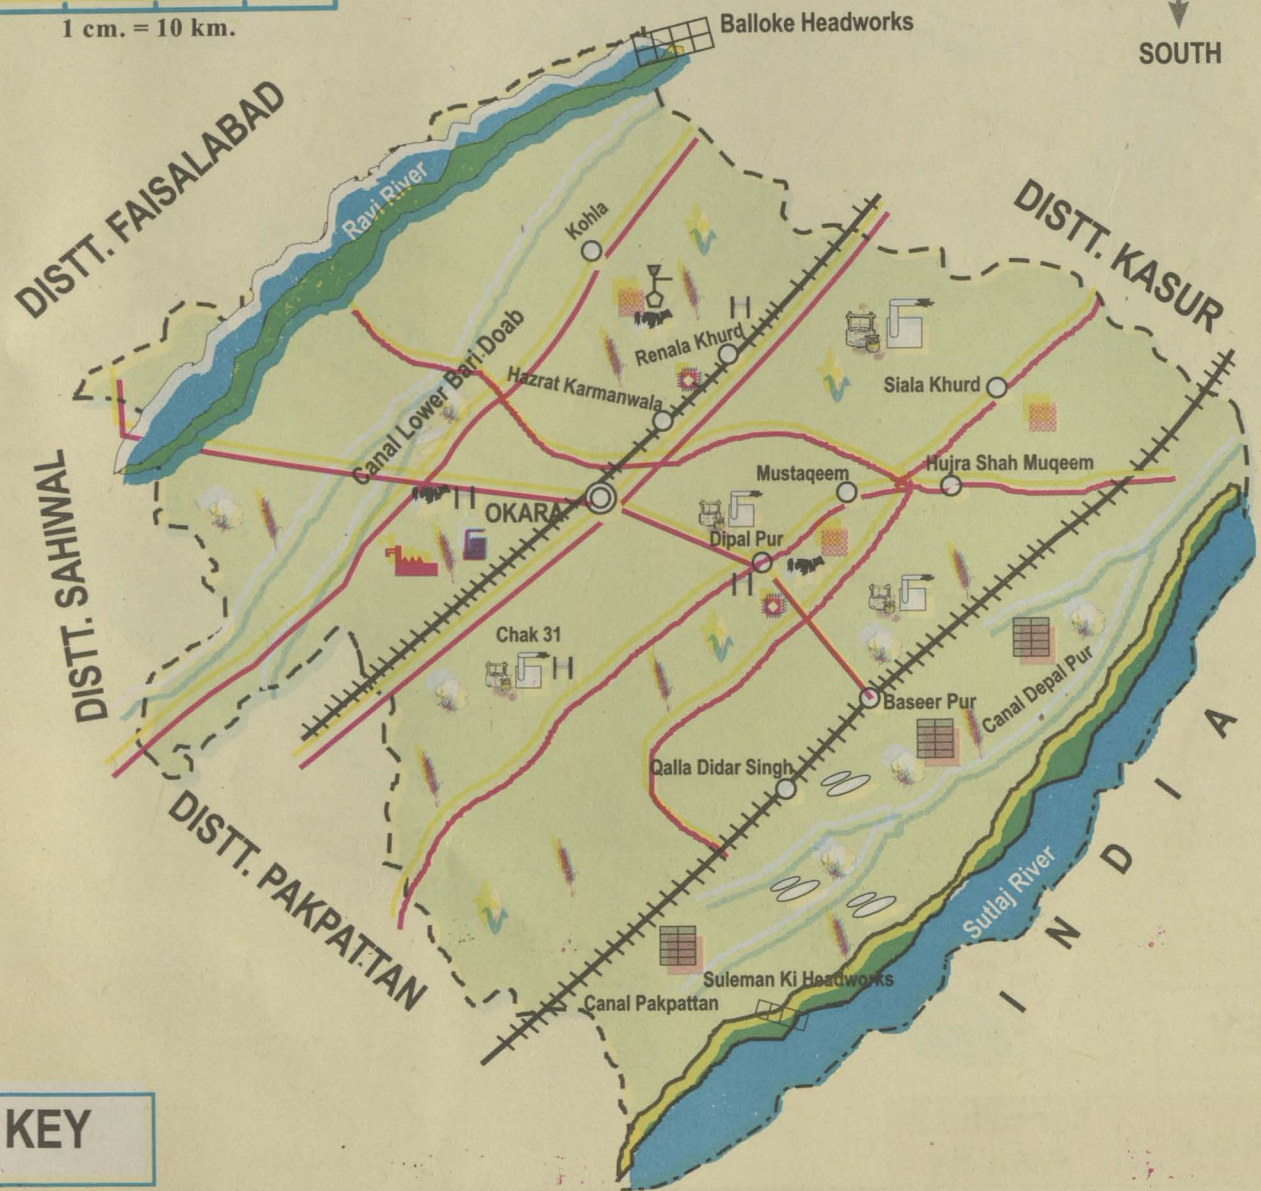 1 cm. = 10 km.
Balloke Headworks
SOUTH
DISTT. FAISALABAD
Ravi River
DISTT. KASUR
Kohla
Canal Lower Bari Doab
Renala Khurd
Hazrat Karmanwala
Siala Khurd
DISTT. SAHIWAL
Mustaqeem
Hujra Shah Muqeem
OKARA
Dipal Pur
Chak 31
Baseer Pur
Canal Depal Pur
Qalla Didar Singh
DISTT. PAKPATTAN
INDIA
Sutlaj River
Suleman Ki Headworks
Canal Pakpattan
KEY